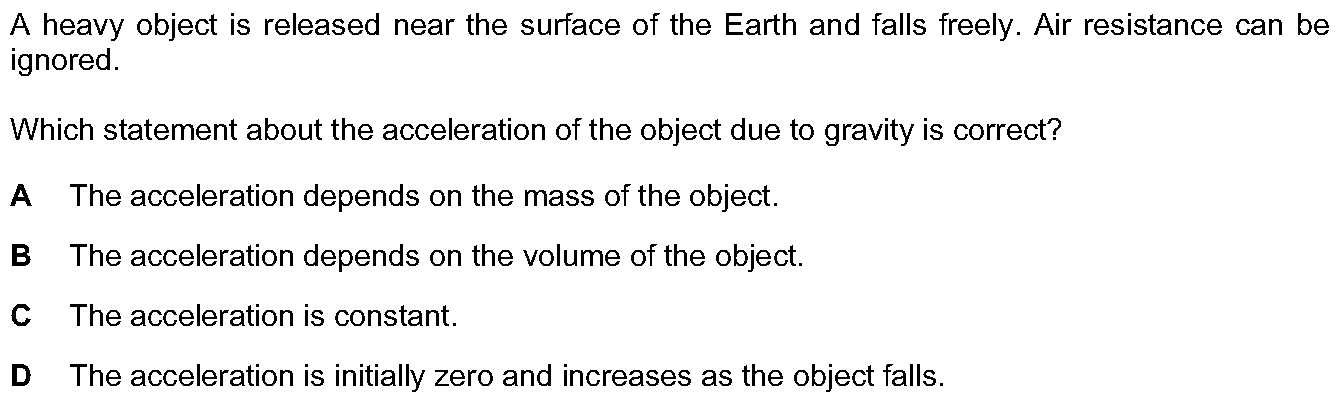 A heavy object is released near the surface of the Earth and falls freely. Air resistance can be
ignored.
Which statement about the acceleration of the object due to gravity is correct?
A The acceleration depends on the mass of the object.
B The acceleration depends on the volume of the object.
C The acceleration is constant.
D The acceleration is initially zero and increases as the object falls.